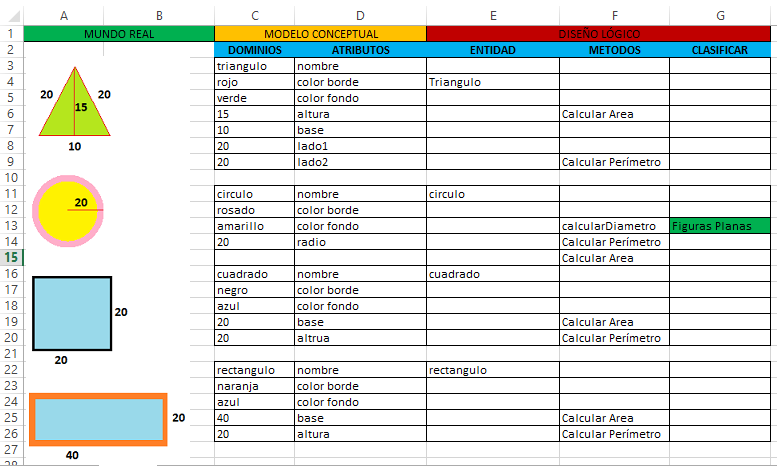 A B C D E F G
1 MUNDO REAL MODELO CONCEPTUAL DISEÑO LÓGICO
2 DOMINIOS ATRIBUTOS ENTIDAD METODOS CLASIFICAR
3 triangulo nombre
4 rojo color borde Triangulo
5 verde color fondo
6 15 altura Calcular Area
7 10 base
8 20 lado1
9 20 lado2 Calcular Perímetro
10
11 circulo nombre circulo
12 rosado color borde
13 amarillo color fondo calcularDiametro Figuras Planas
14 20 radio Calcular Perímetro
15 Calcular Area
16 cuadrado nombre cuadrado
17 negro color borde
18 azul color fondo
19 20 base Calcular Area
20 20 altrua Calcular Perímetro
21
22 rectangulo nombre rectangulo
23 naranja color borde
24 azul color fondo
25 40 base Calcular Area
26 20 altura Calcular Perímetro
27
28
20 20
15
10
20
20
20
20
40